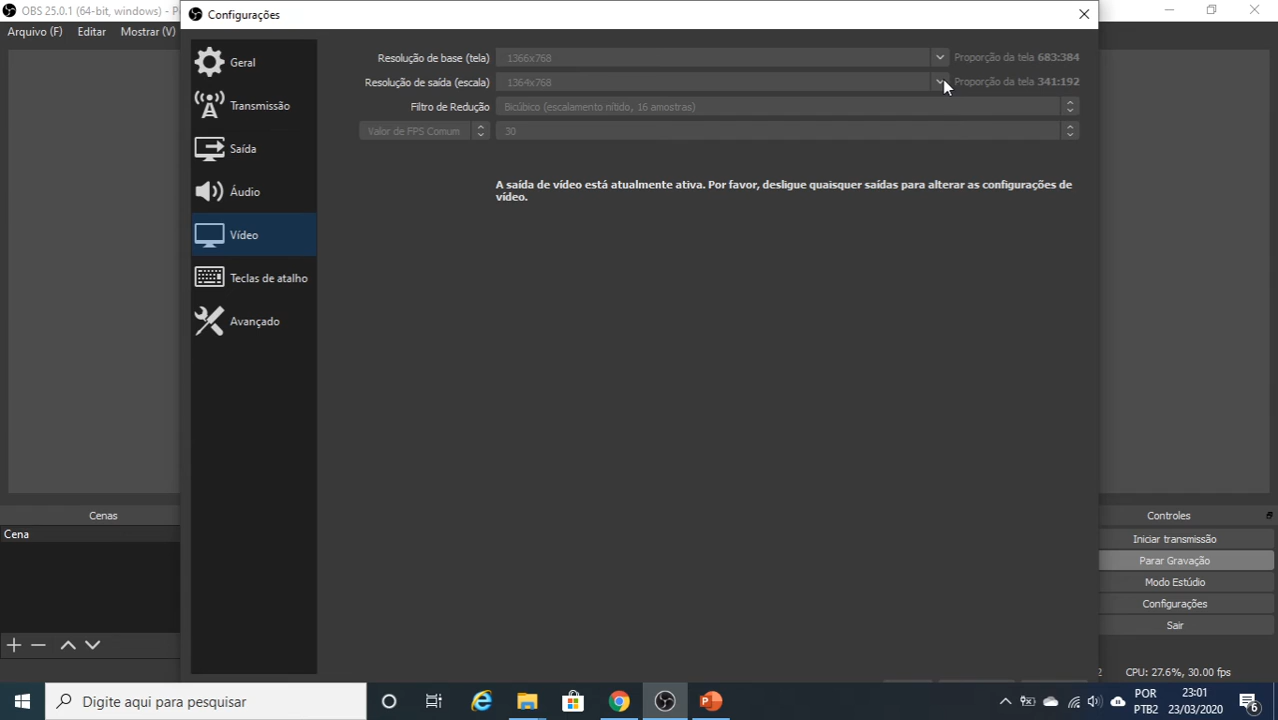 OBS 25.0.1 (64-bit, windows) - P
Configurações
Arquivo (F)
Editar
Mostrar (V)
Geral
Transmissão
Saída
Áudio
Vídeo
Teclas de atalho
Avançado
Resolução de base (tela)
1366x768
Proporção da tela 683:384
Resolução de saída (escala)
1364x768
Proporção da tela 341:192
Filtro de Redução
Bicúbico (escalamento nítido, 16 amostras)
Valor de FPS Comum
30
A saída de vídeo está atualmente ativa. Por favor, desligue quaisquer saídas para alterar as configurações de
vídeo.
Cenas
Cena
Controles
Iniciar transmissão
Parar Gravação
Modo Estúdio
Configurações
Sair
2
CPU: 27.6%, 30.00 fps
Digite aqui para pesquisar
POR
PTB2
23:01
23/03/2020
6